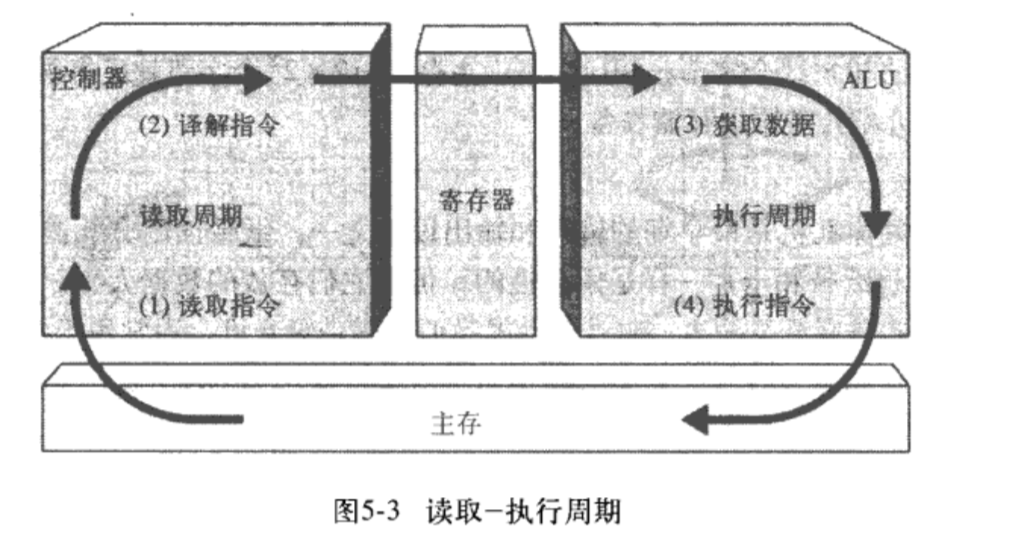 控制器
ALU
(2) 译解指令
(3) 获取数据
读取周期
寄存器
执行周期
(1) 读取指令
(4) 执行指令
主存
图5-3 读取-执行周期